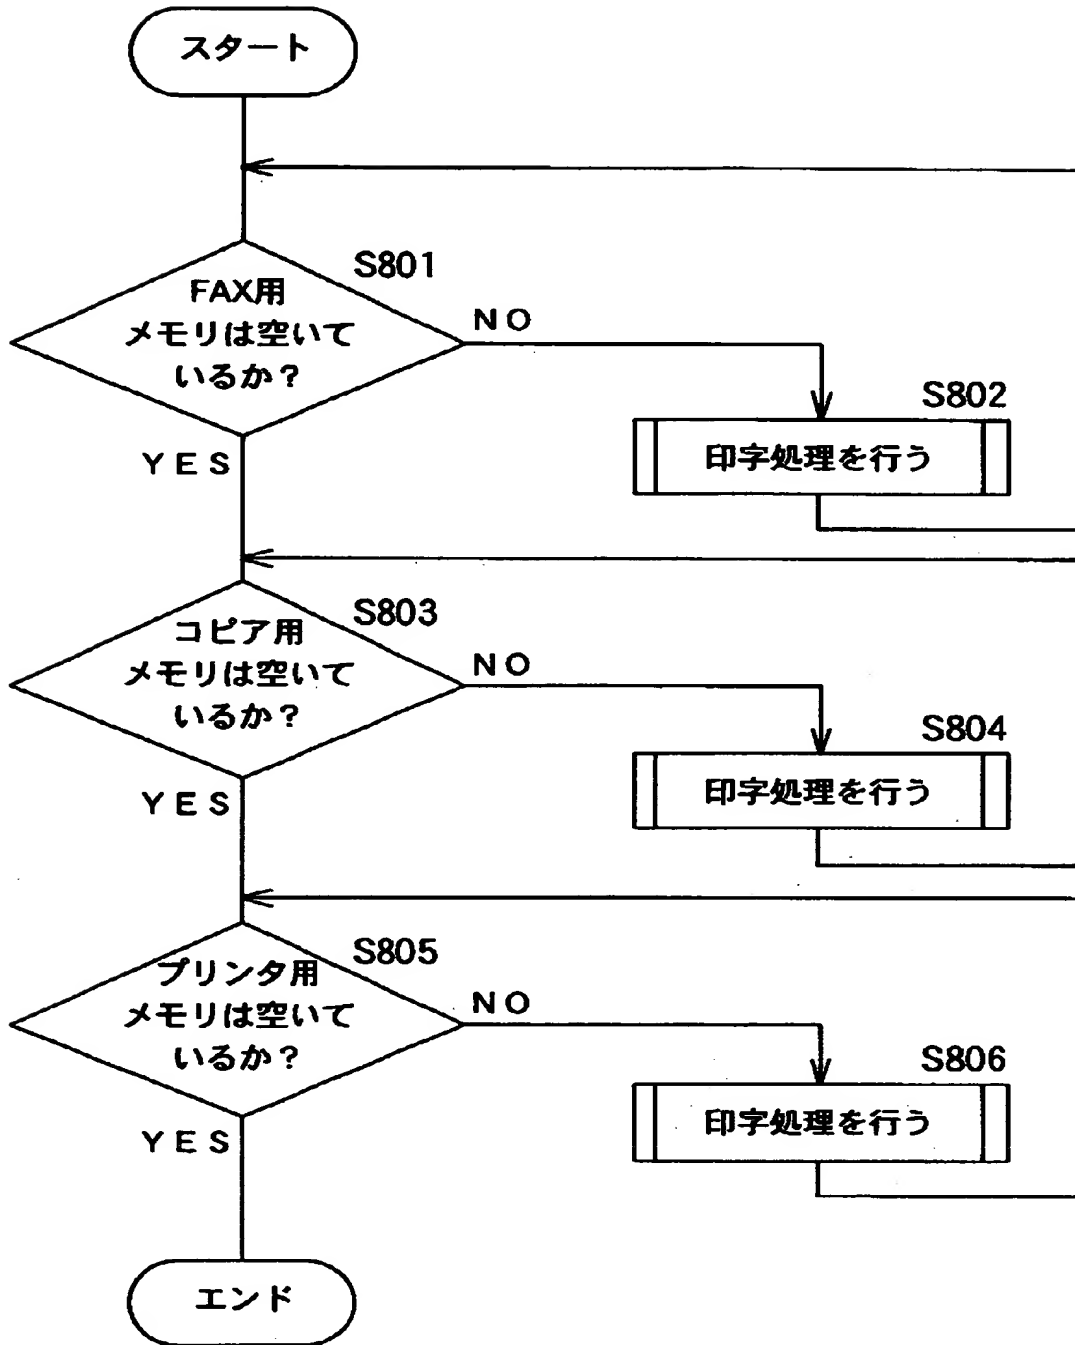 スタート
S801
FAX用
メモリは空いて
いるか？
NO
YES
S802
印字処理を行う
S803
コピア用
メモリは空いて
いるか？
NO
YES
S804
印字処理を行う
S805
プリンタ用
メモリは空いて
いるか？
NO
YES
S806
印字処理を行う
エンド